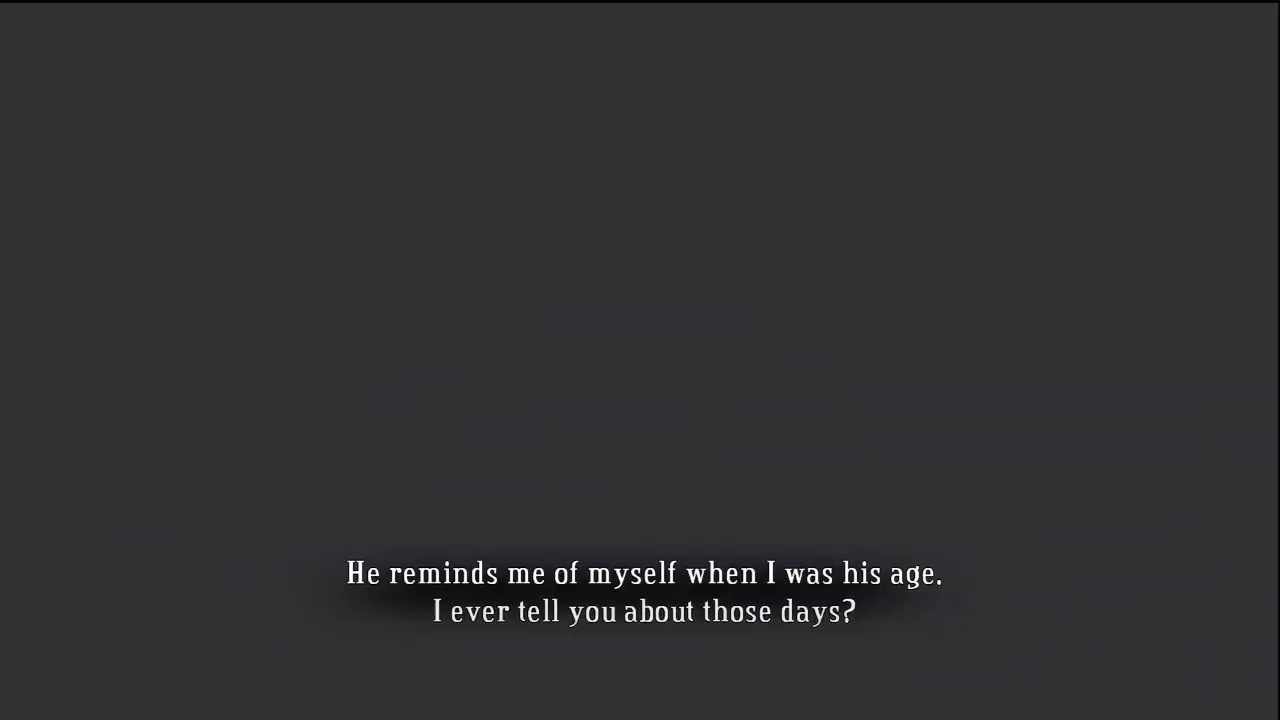 He reminds me of myself when I was his age.
I ever tell you about those days?